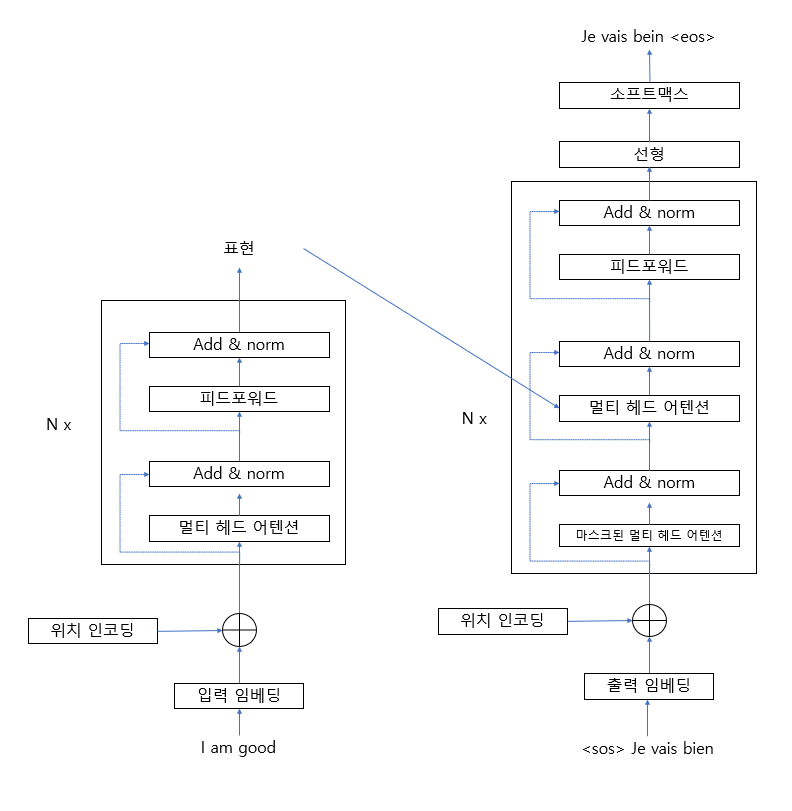 Je vais bein <eos>
소프트맥스
선형
Add & norm
피드포워드
Add & norm
멀티 헤드 어텐션
N x
Add & norm
마스크된 멀티 헤드 어텐션
위치 인코딩
출력 임베딩
<sos> Je vais bien
표현
Add & norm
피드포워드
N x
Add & norm
멀티 헤드 어텐션
위치 인코딩
입력 임베딩
I am good